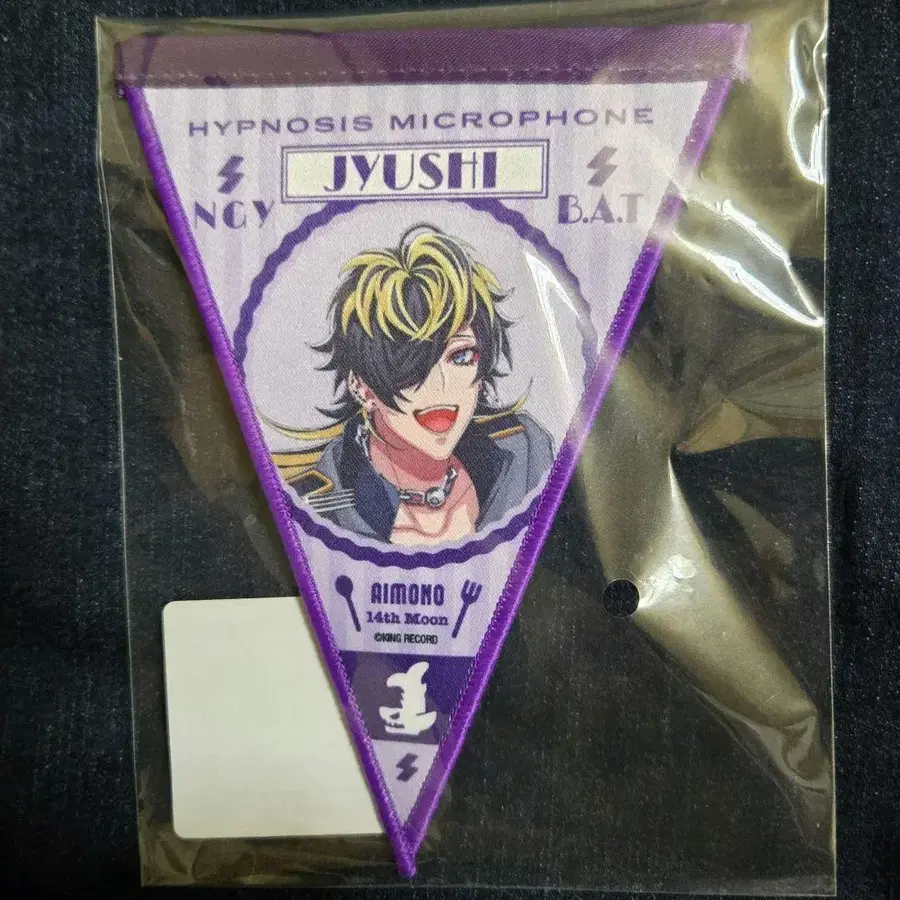 HYPNOSIS MICROPHONE
JYUSHI
NGY
B.A.T
AIMONO
14th Moon
©KING RECORD